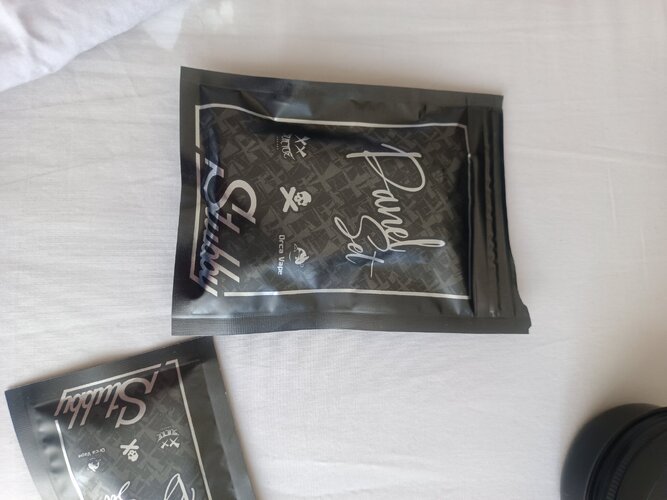 Panel
Set
Orca Vape
Stubby
Stubby
Orca Vape